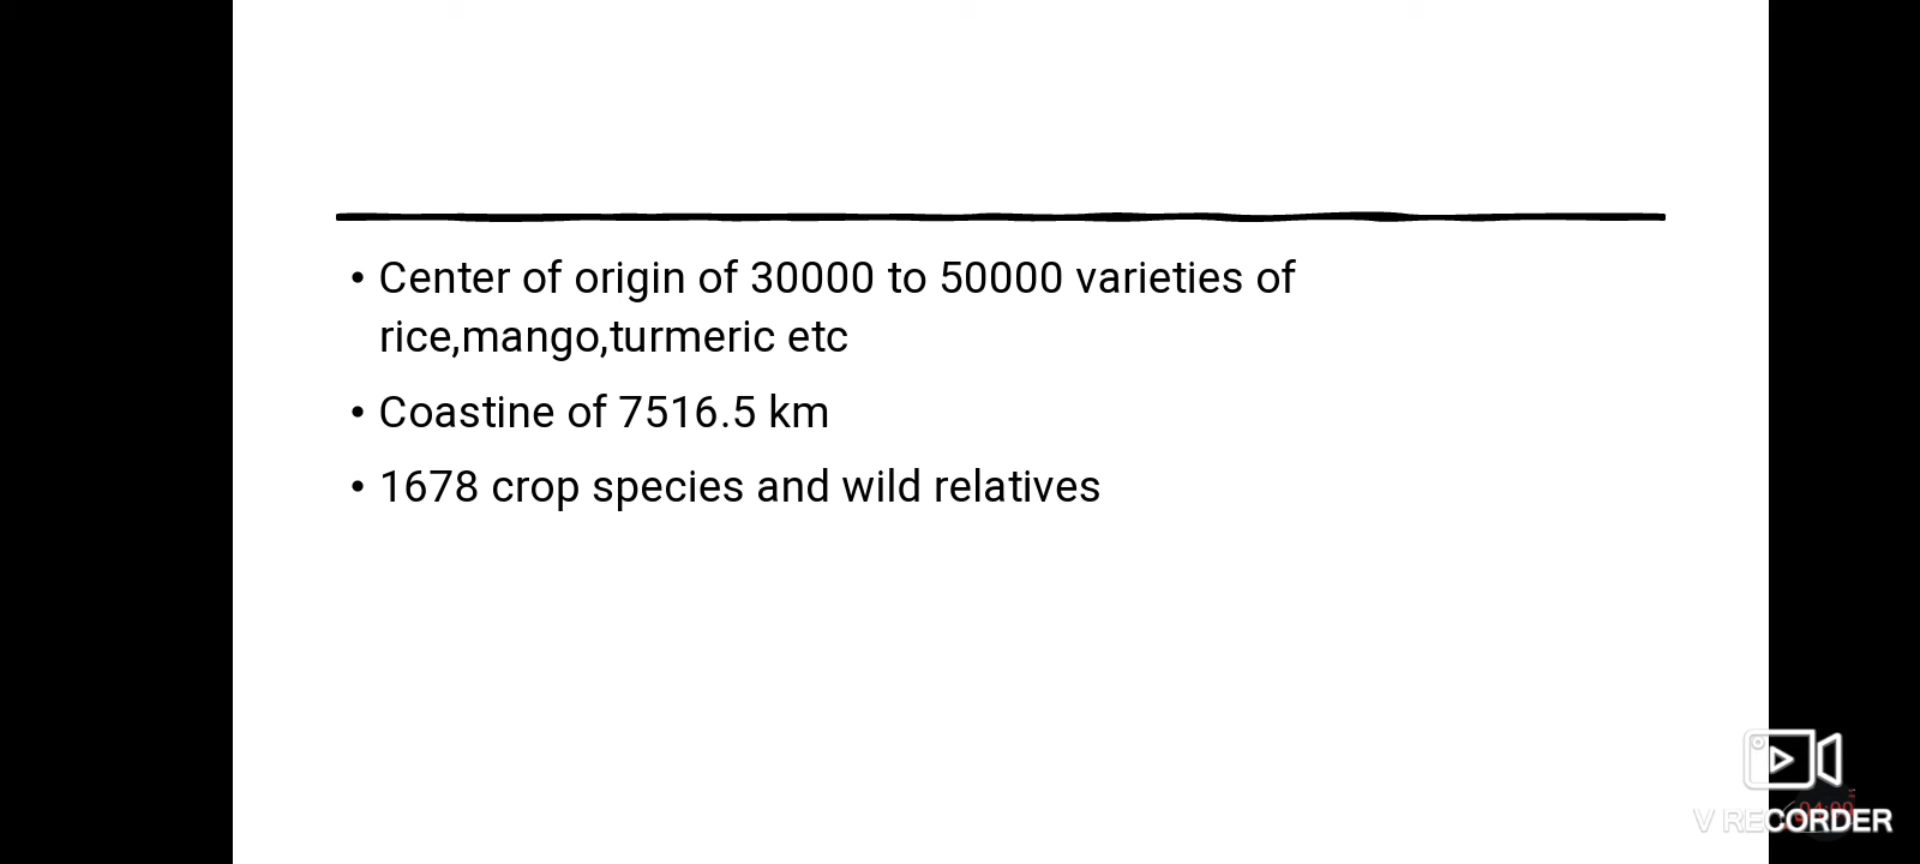 • Center of origin of 30000 to 50000 varieties of
rice,mango,turmeric etc
• Coastine of 7516.5 km
• 1678 crop species and wild relatives
V RECORDER